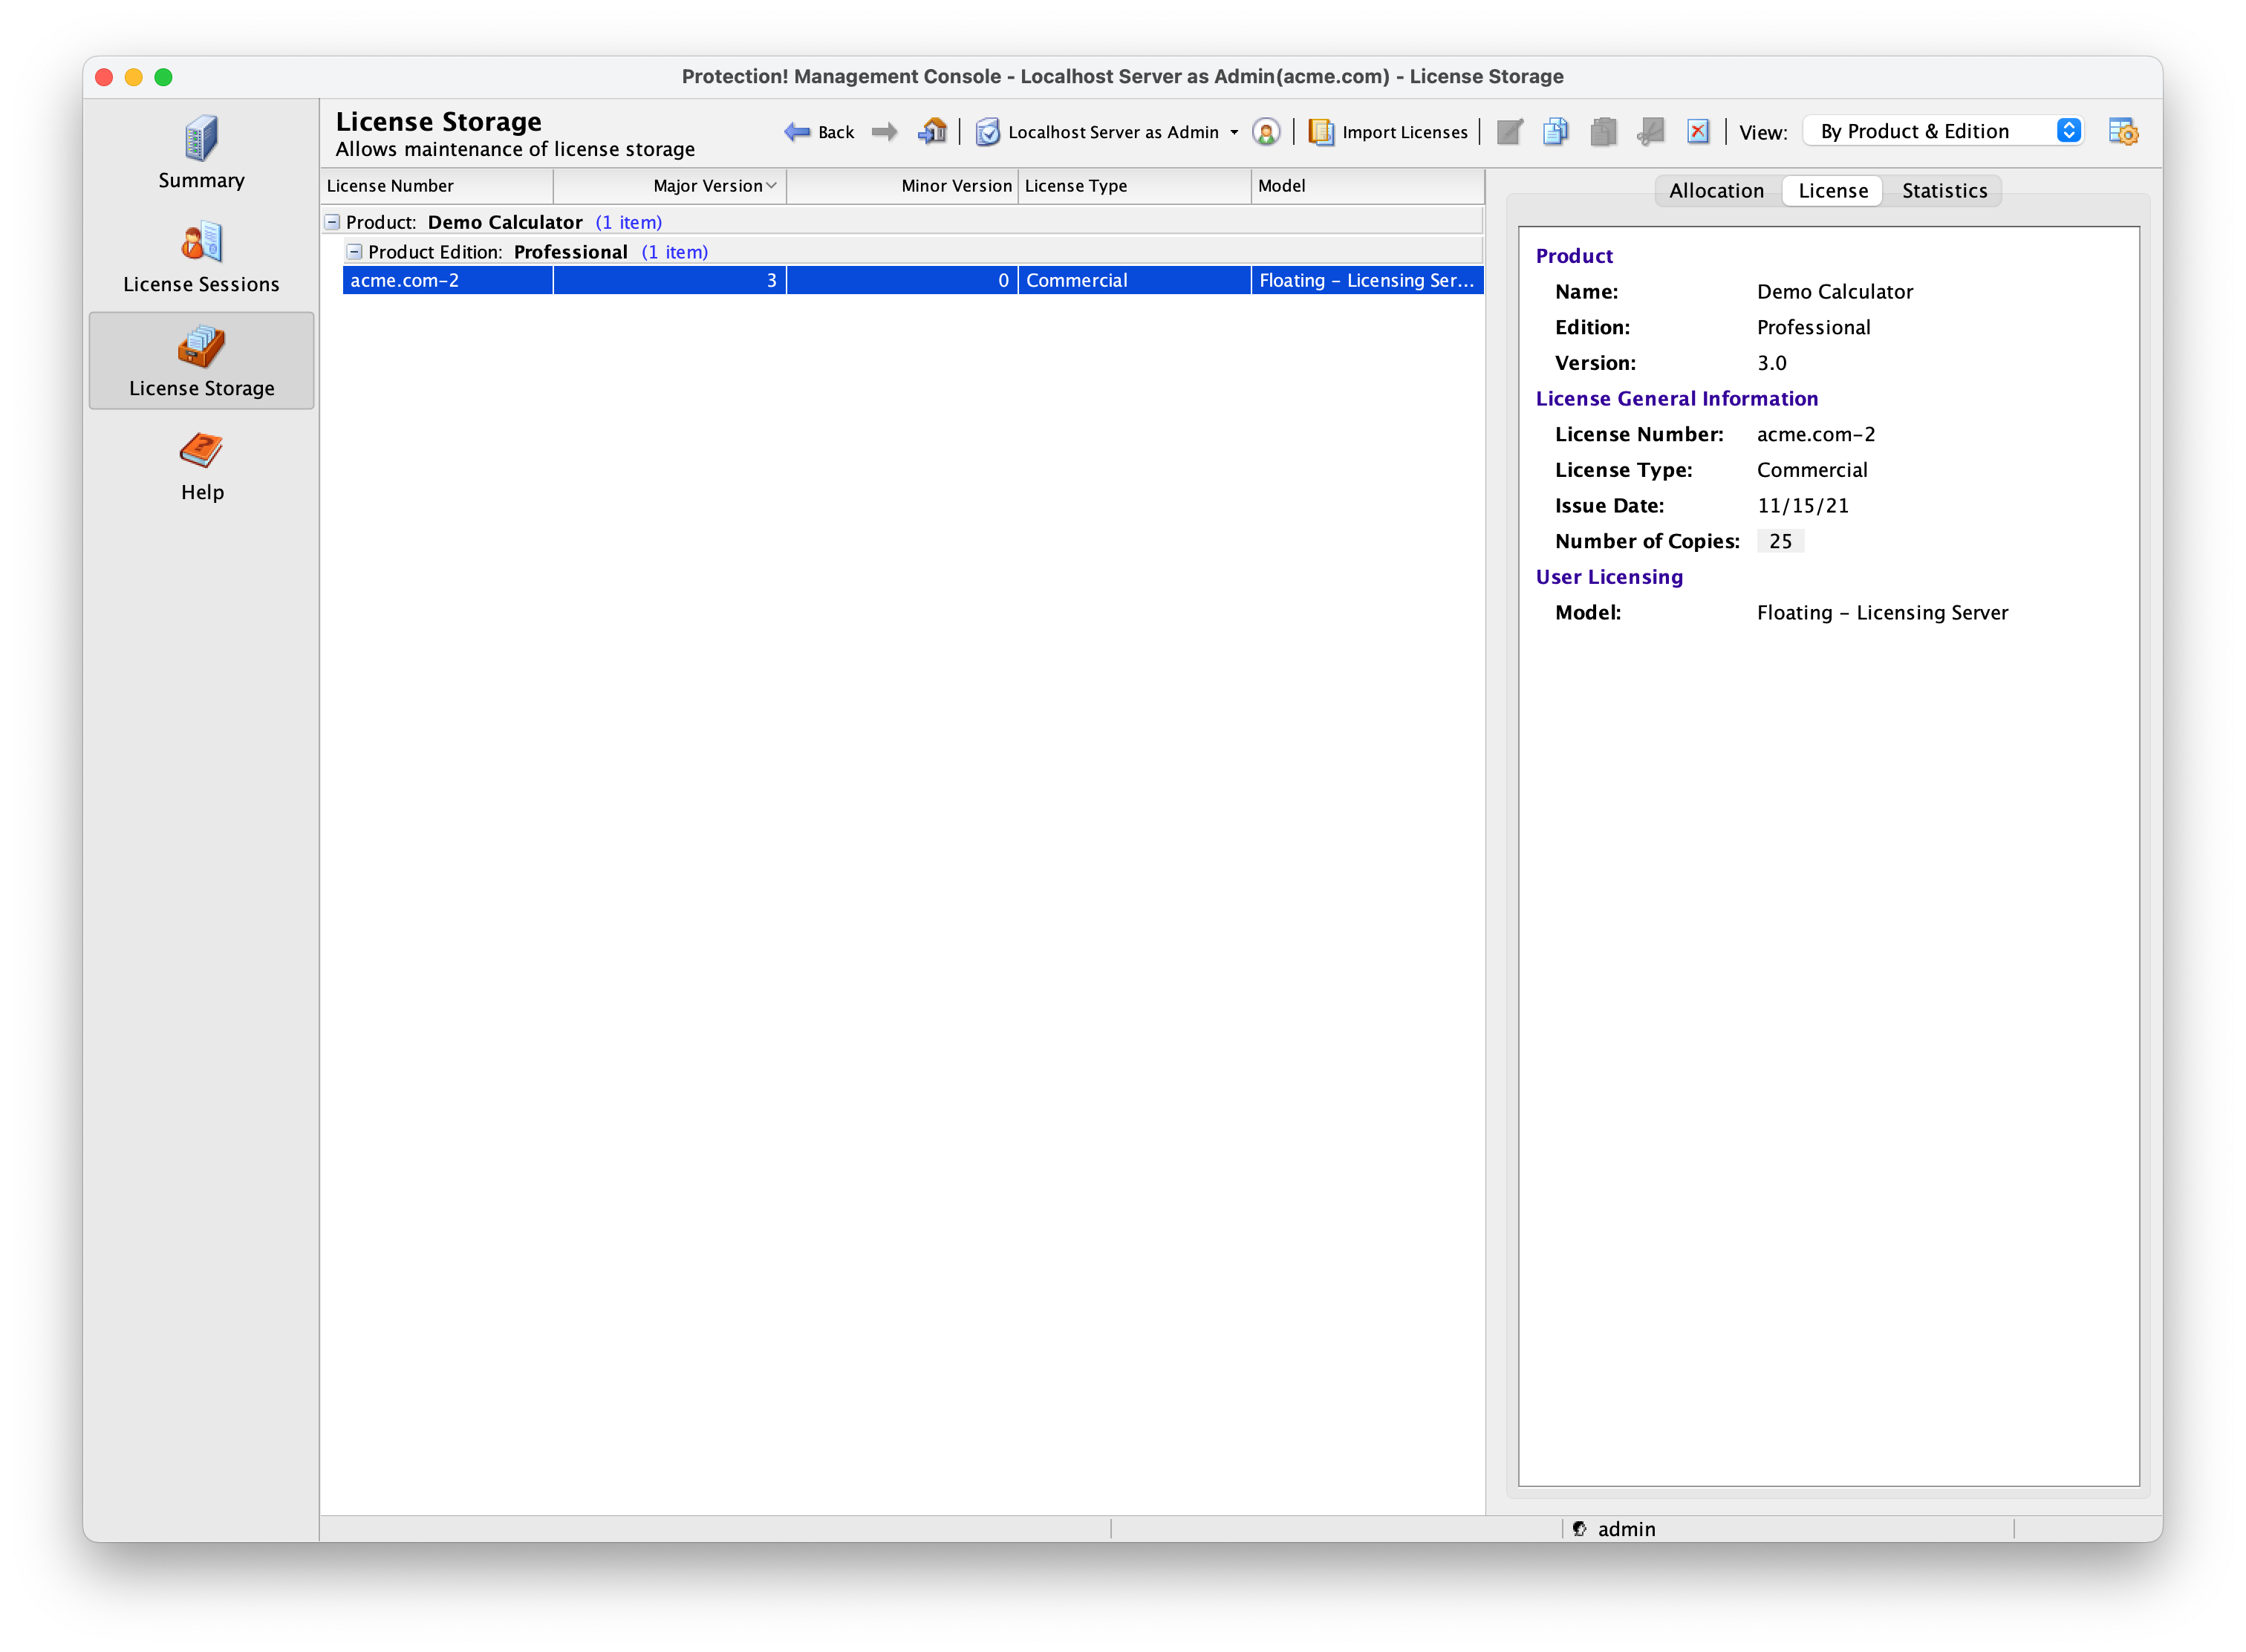 Protection! Management Console - Localhost Server as Admin(acme.com) - License Storage
Summary
License Sessions
License Storage
Help
License Storage
Allows maintenance of license storage
Back
Localhost Server as Admin
Import Licenses
View:
By Product & Edition
License Number
Major Version
Minor Version
License Type
Model
Product: Demo Calculator (1 item)
Product Edition: Professional (1 item)
acme.com-2
3
0
Commercial
Floating - Licensing Ser...
Allocation
License
Statistics
Product
Name: Demo Calculator
Edition: Professional
Version: 3.0
License General Information
License Number: acme.com-2
License Type: Commercial
Issue Date: 11/15/21
Number of Copies: 25
User Licensing
Model: Floating - Licensing Server
admin